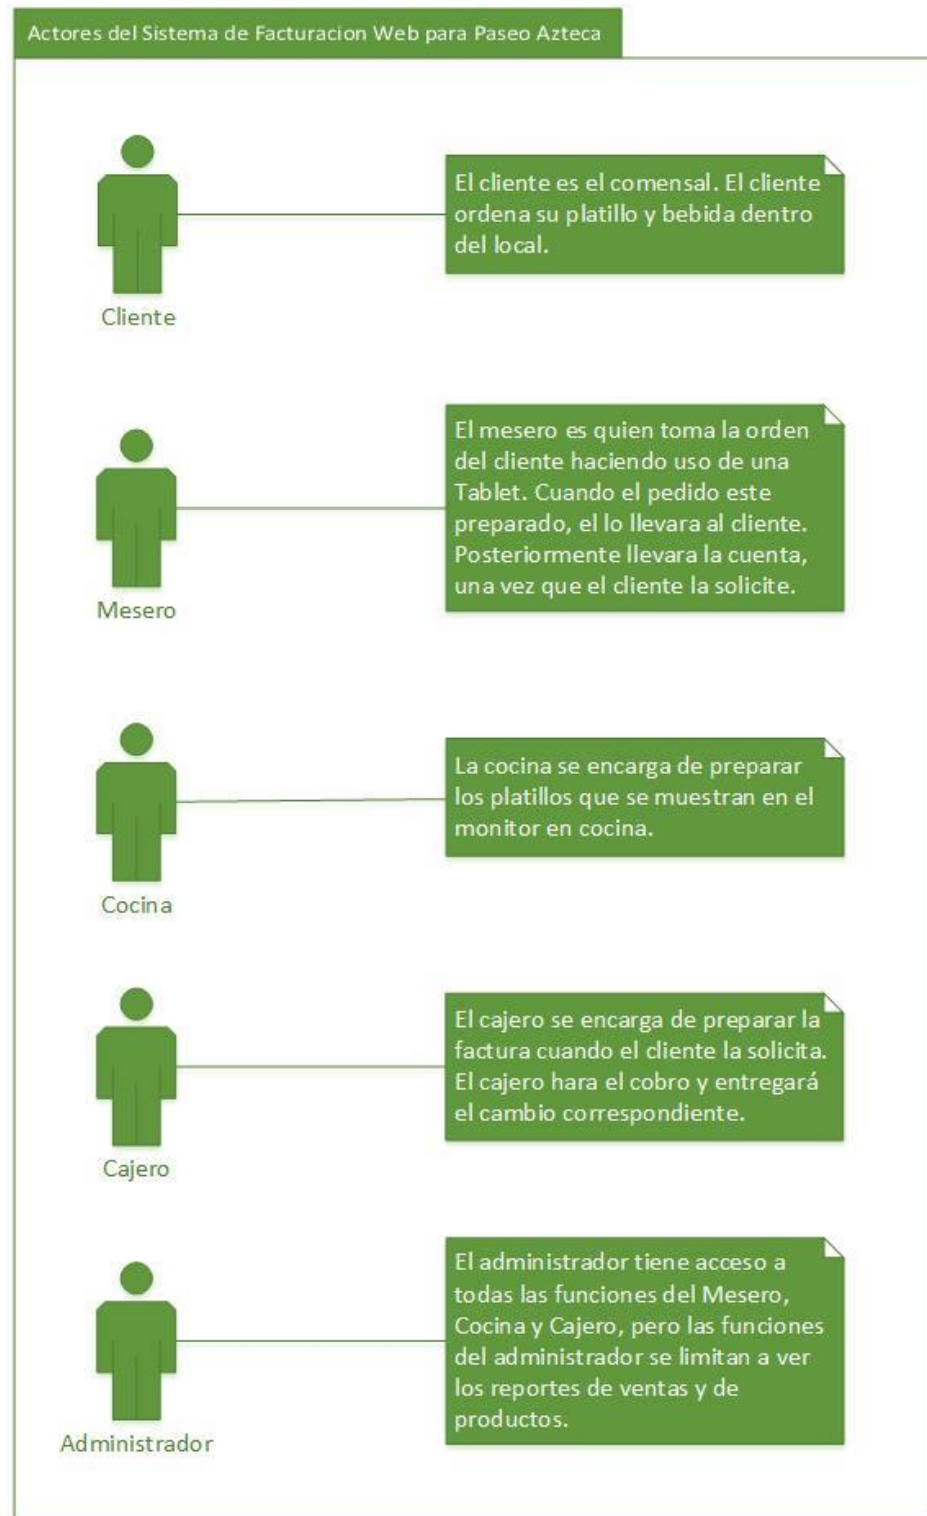 Actores del Sistema de Facturacion Web para Paseo Azteca
El cliente es el comensal. El cliente
ordena su platillo y bebida dentro
del local.
Cliente
El mesero es quien toma la orden
del cliente haciendo uso de una
Tablet. Cuando el pedido este
preparado, el lo llevara al cliente.
Posteriormente llevara la cuenta,
una vez que el cliente la solicite.
Mesero
La cocina se encarga de preparar
los platillos que se muestran en el
monitor en cocina.
Cocina
El cajero se encarga de preparar la
factura cuando el cliente la solicita.
El cajero hara el cobro y entregará
el cambio correspondiente.
Cajero
El administrador tiene acceso a
todas las funciones del Mesero,
Cocina y Cajero, pero las funciones
del administrador se limitan a ver
los reportes de ventas y de
productos.
Administrador